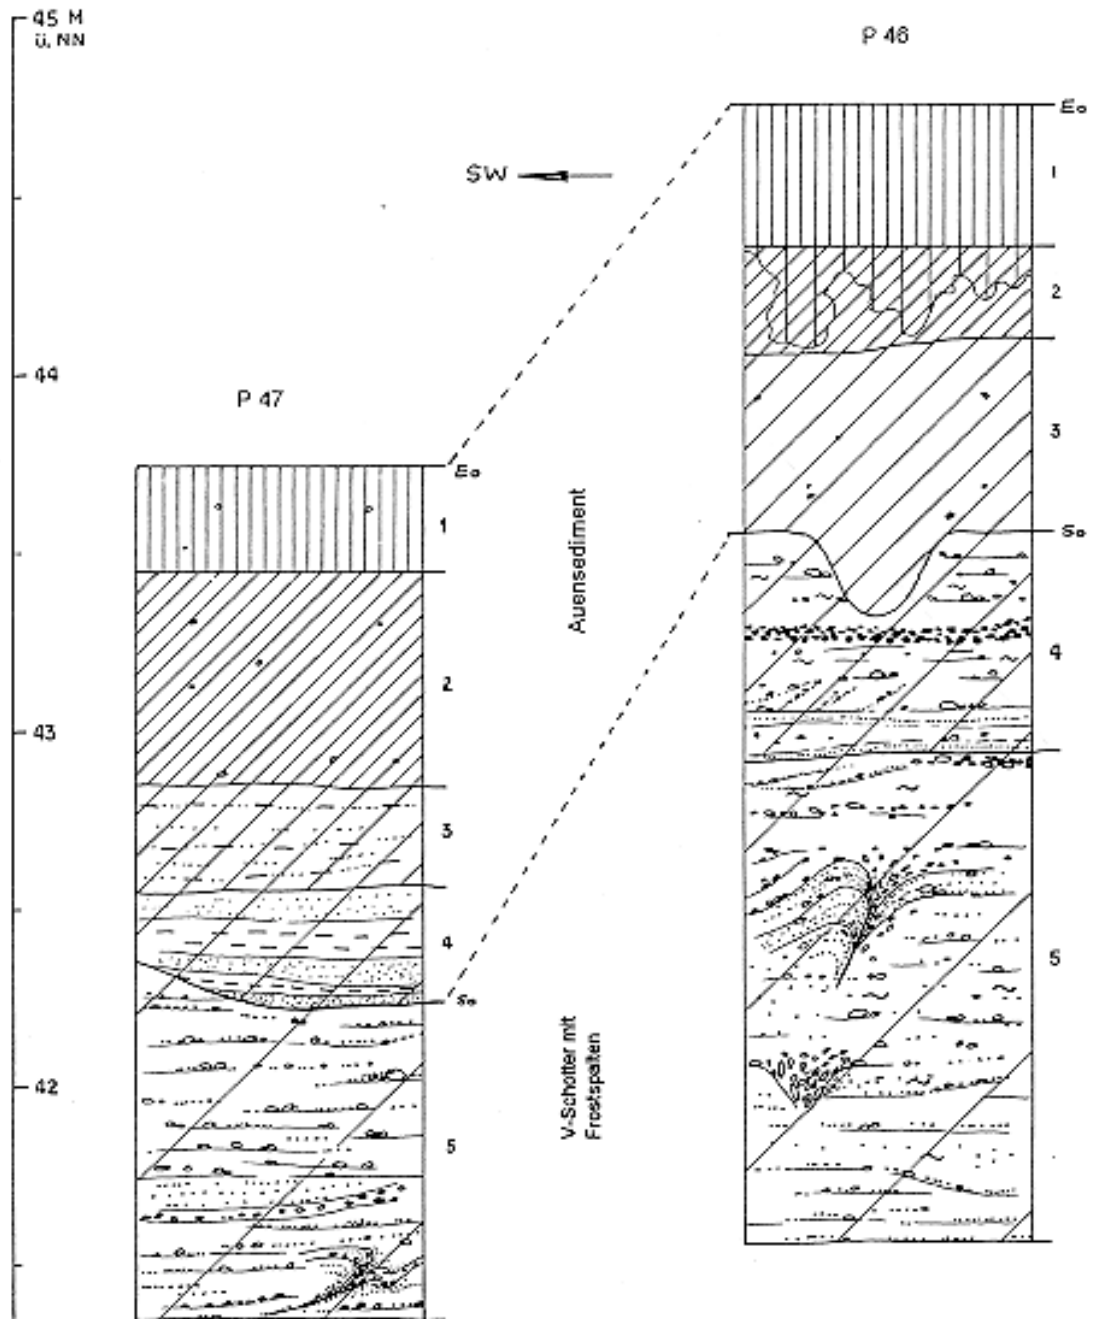 45 M
ü. NN
P 46
Eo
SW
1
2
44
P 47
3
Eo
1
Auensediment
So
2
4
43
3
4
5
So
V-Schotter mit
Frostspalten
42
5